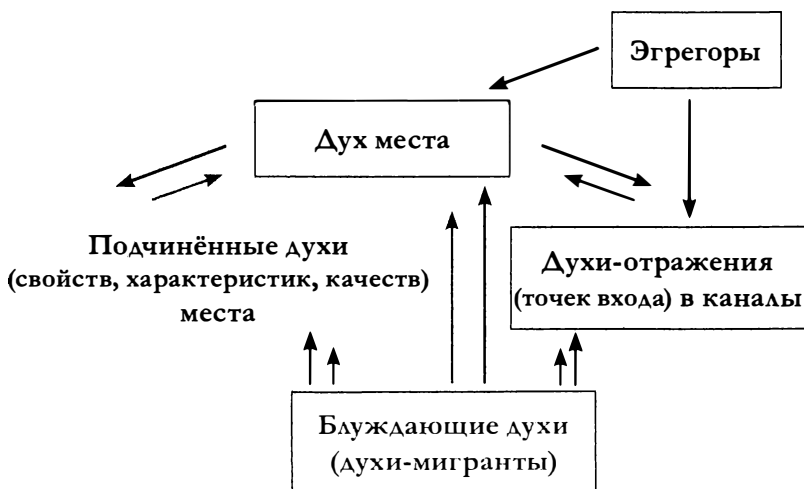 Эгрегоры
Дух места
Подчинённые духи
(свойств, характеристик, качеств)
места
Духи-отражения
(точек входа) в каналы
Блуждающие духи
(духи-мигранты)